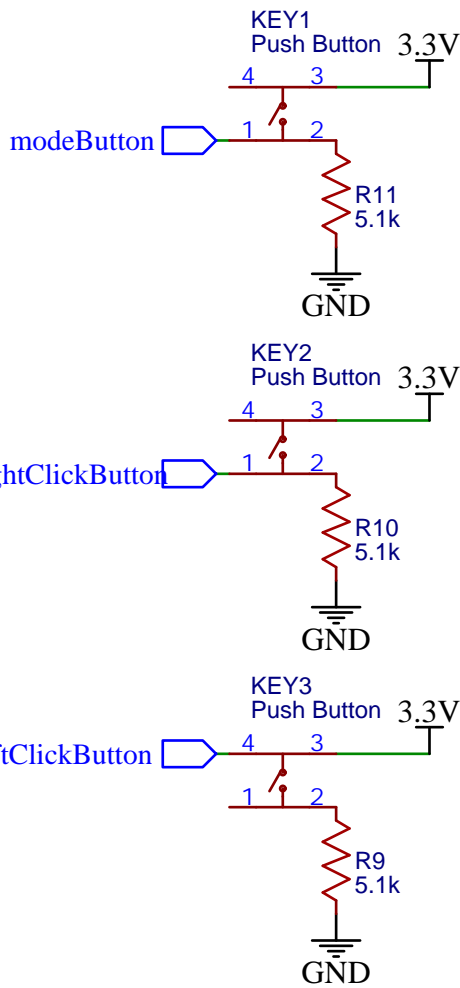 KEY1
Push Button 3.3V
4 3
modeButton 1 2
R11
5.1k
GND
KEY2
Push Button 3.3V
4 3
ghtClickButton 1 2
R10
5.1k
GND
KEY3
Push Button 3.3V
ftClickButton 4 3
1 2
R9
5.1k
GND